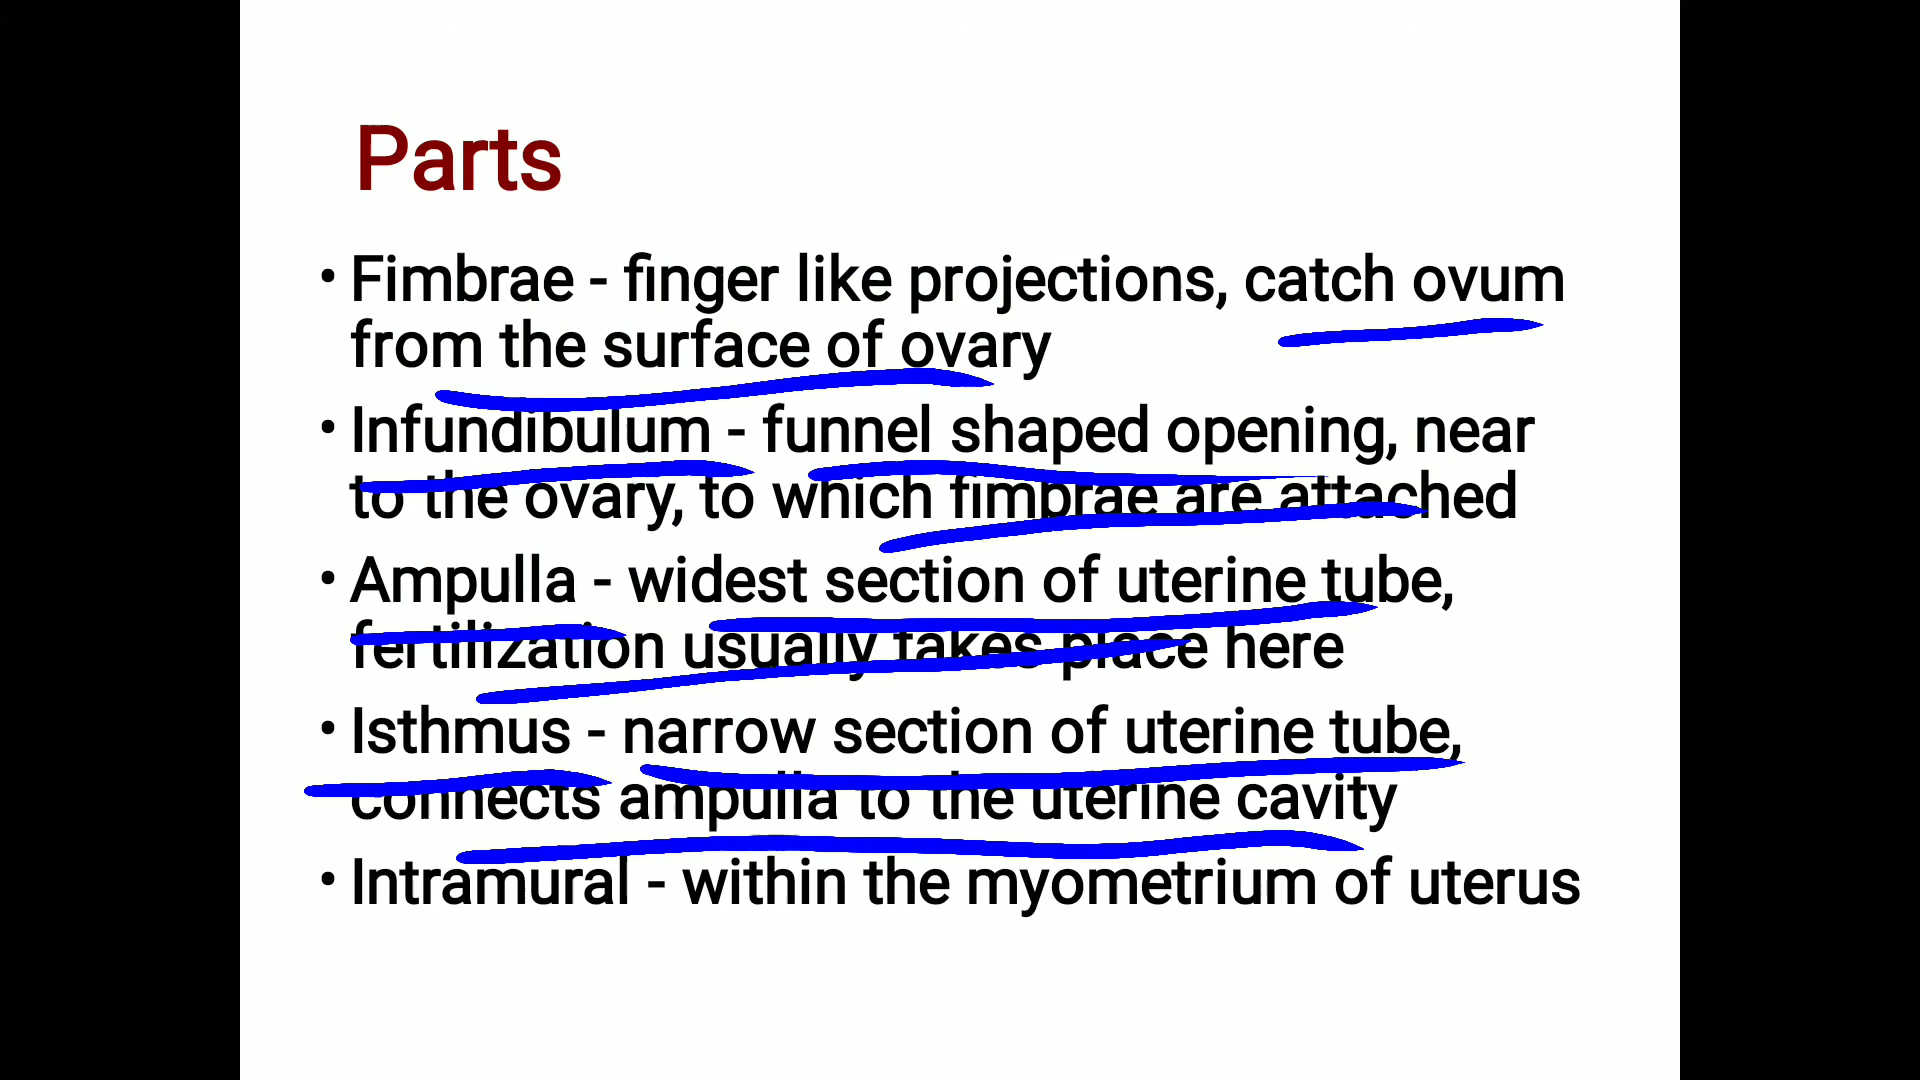 Parts
• Fimbrae - finger like projections, catch ovum
from the surface of ovary
• Infundibulum - funnel shaped opening, near
to the ovary, to which fimbrae are attached
• Ampulla - widest section of uterine tube,
fertilization usually takes place here
• Isthmus - narrow section of uterine tube,
connects ampulla to the uterine cavity
• Intramural - within the myometrium of uterus